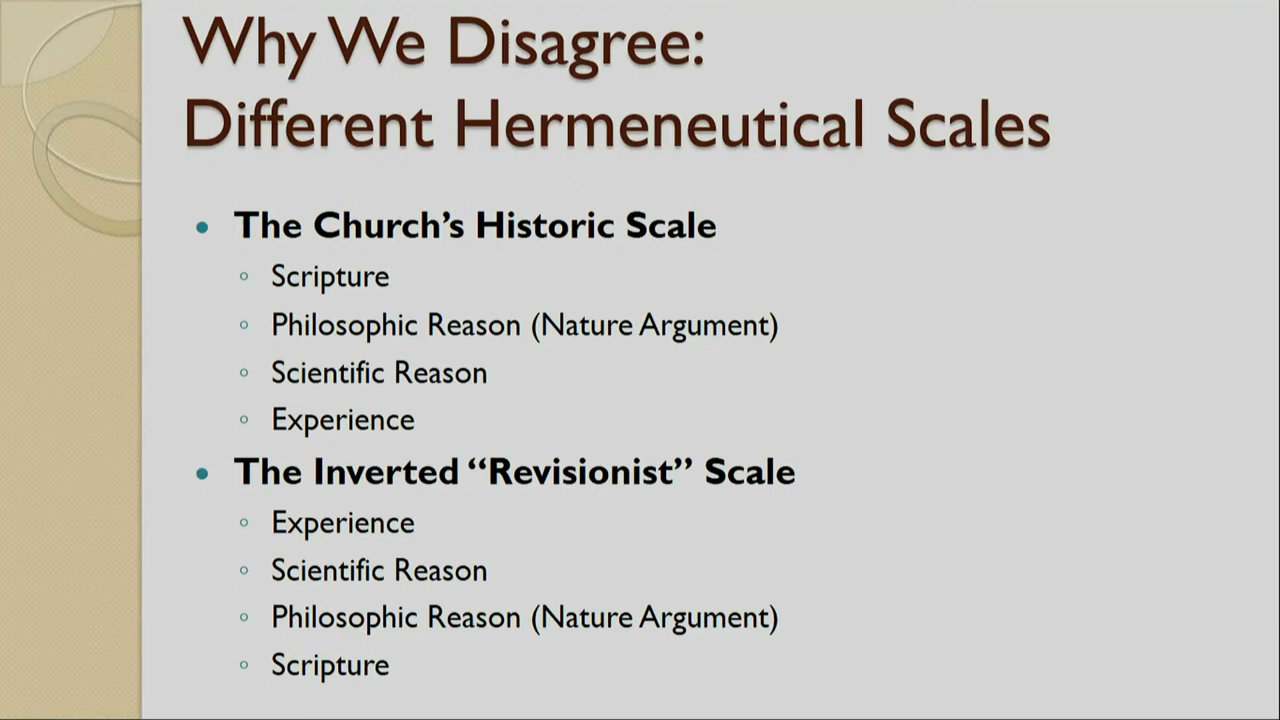 Why We Disagree:
Different Hermeneutical Scales
• The Church’s Historic Scale
◦ Scripture
◦ Philosophic Reason (Nature Argument)
◦ Scientific Reason
◦ Experience
• The Inverted “Revisionist” Scale
◦ Experience
◦ Scientific Reason
◦ Philosophic Reason (Nature Argument)
◦ Scripture